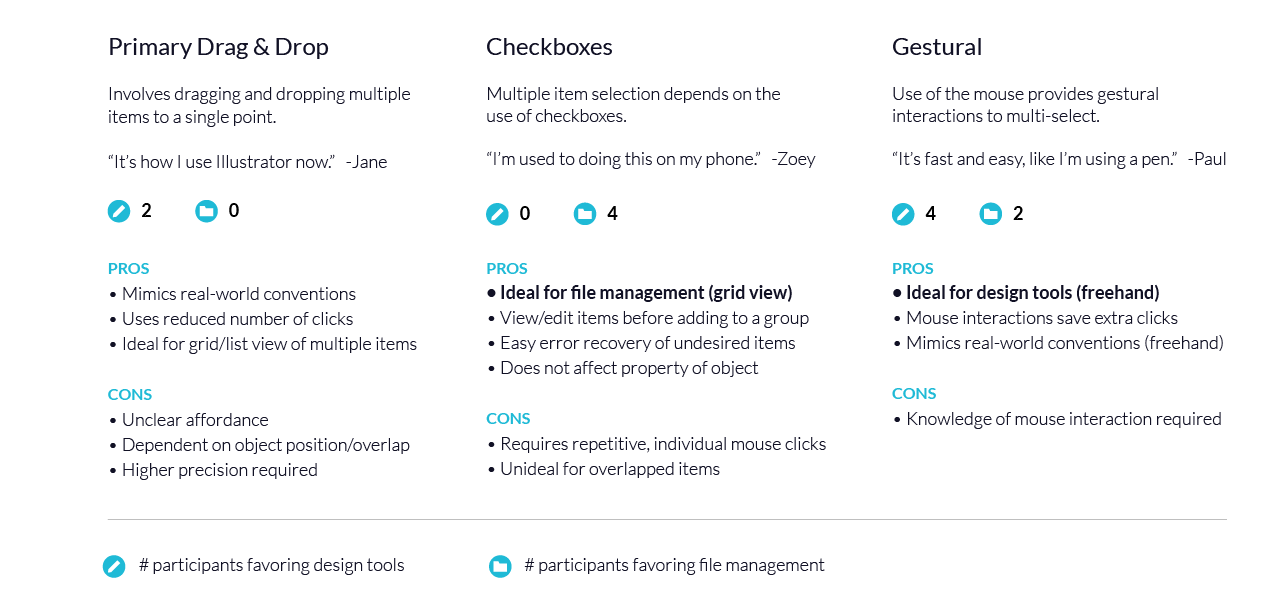 Primary Drag & Drop
Involves dragging and dropping multiple
items to a single point.
“It’s how I use Illustrator now.” -Jane
2 0
PROS
• Mimics real-world conventions
• Uses reduced number of clicks
• Ideal for grid/list view of multiple items
CONS
• Unclear affordance
• Dependent on object position/overlap
• Higher precision required
Checkboxes
Multiple item selection depends on the
use of checkboxes.
“I’m used to doing this on my phone.” -Zoey
0 4
PROS
• Ideal for file management (grid view)
• View/edit items before adding to a group
• Easy error recovery of undesired items
• Does not affect property of object
CONS
• Requires repetitive, individual mouse clicks
• Unideal for overlapped items
Gestural
Use of the mouse provides gestural
interactions to multi-select.
“It’s fast and easy, like I’m using a pen.” -Paul
4 2
PROS
• Ideal for design tools (freehand)
• Mouse interactions save extra clicks
• Mimics real-world conventions (freehand)
CONS
• Knowledge of mouse interaction required
# participants favoring design tools
# participants favoring file management